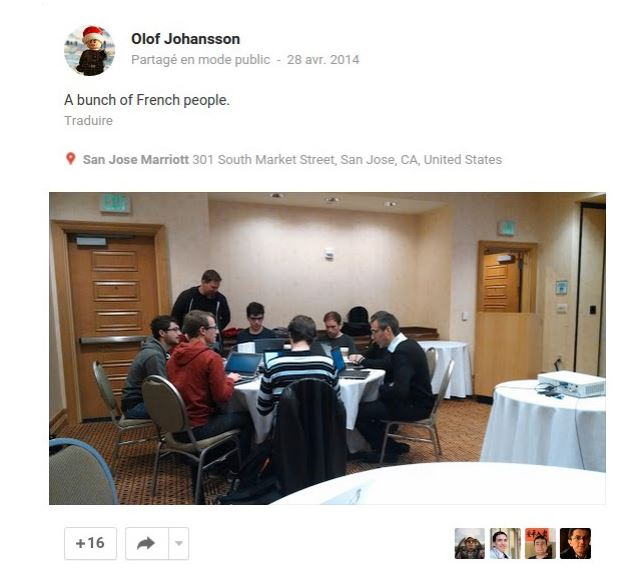 Olof Johansson
Partagé en mode public - 28 avr. 2014
A bunch of French people.
Traduire
San Jose Marriott 301 South Market Street, San Jose, CA, United States
+16